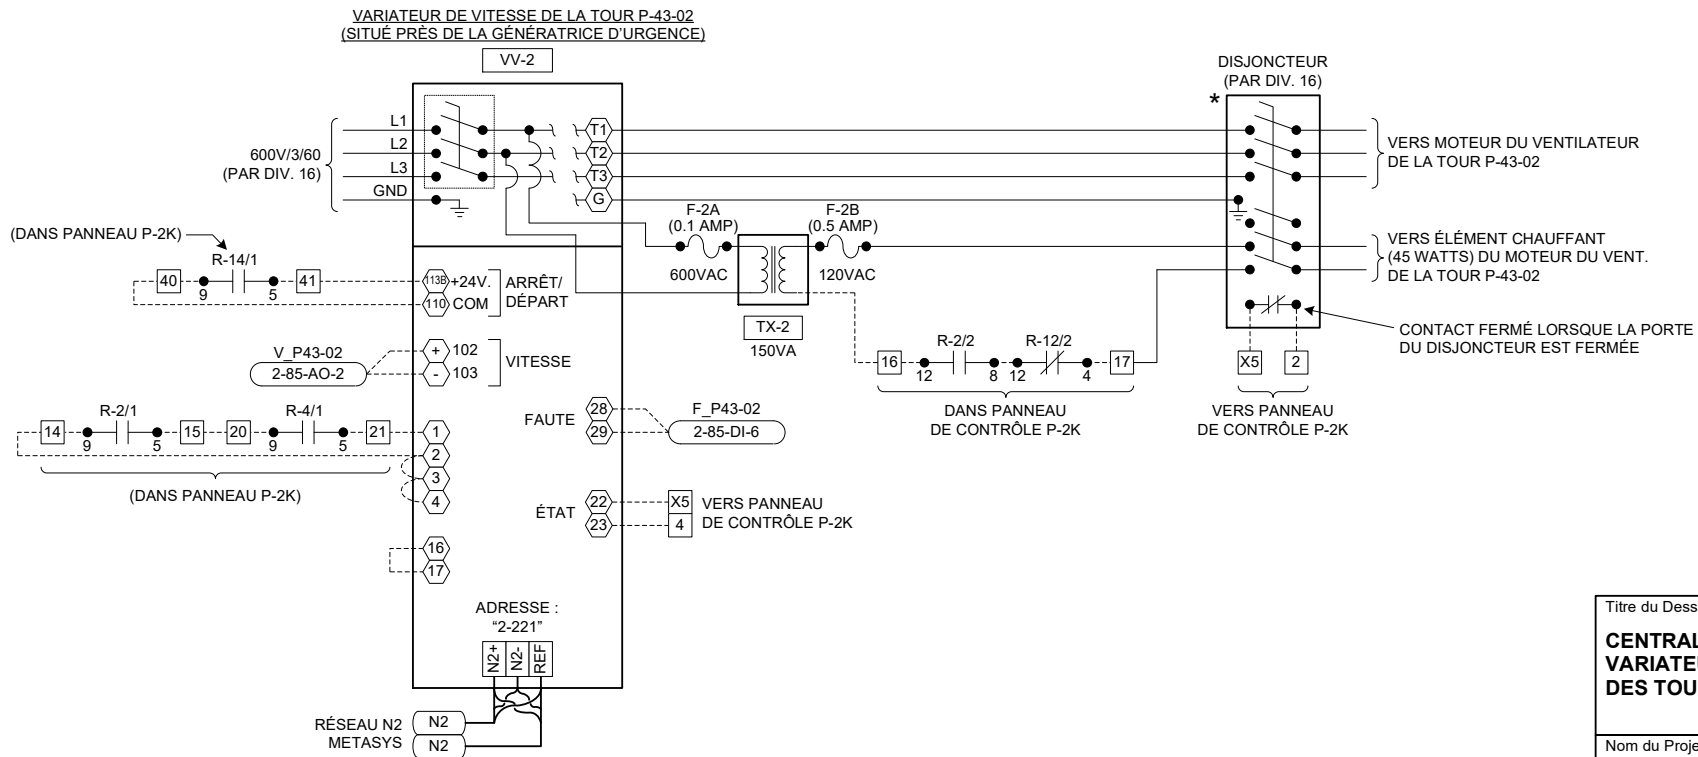 VARIATEUR DE VITESSE DE LA TOUR P-43-02
(SITUÉ PRÈS DE LA GÉNÉRATRICE D'URGENCE)
VV-2
DISJONCTEUR
(PAR DIV. 16)
*
L1
L2
L3
GND
600V/3/60
(PAR DIV. 16)
T1
T2
T3
G
VERS MOTEUR DU VENTILATEUR
DE LA TOUR P-43-02
F-2A
(0.1 AMP)
600VAC
F-2B
(0.5 AMP)
120VAC
TX-2
150VA
VERS ÉLÉMENT CHAUFFANT
(45 WATTS) DU MOTEUR DU VENT.
DE LA TOUR P-43-02
CONTACT FERMÉ LORSQUE LA PORTE
DU DISJONCTEUR EST FERMÉE
X5
2
VERS PANNEAU
DE CONTRÔLE P-2K
(DANS PANNEAU P-2K)
R-14/1
40
9
5
41
113B
+24V.
110
COM
ARRÊT/
DÉPART
V_P43-02
2-85-AO-2
+
102
-
103
VITESSE
16
R-2/2
12
8
R-12/2
12
4
17
DANS PANNEAU
DE CONTRÔLE P-2K
14
R-2/1
9
5
15
20
R-4/1
9
5
21
(DANS PANNEAU P-2K)
1
2
3
4
16
17
FAUTE
28
29
F_P43-02
2-85-DI-6
ÉTAT
22
23
X5
4
VERS PANNEAU
DE CONTRÔLE P-2K
ADRESSE :
"2-221"
N2+
N2-
REF
RÉSEAU N2
METASYS
N2
N2
Titre du Dess
CENTRAL
VARIATEU
DES TOU
Nom du Proje